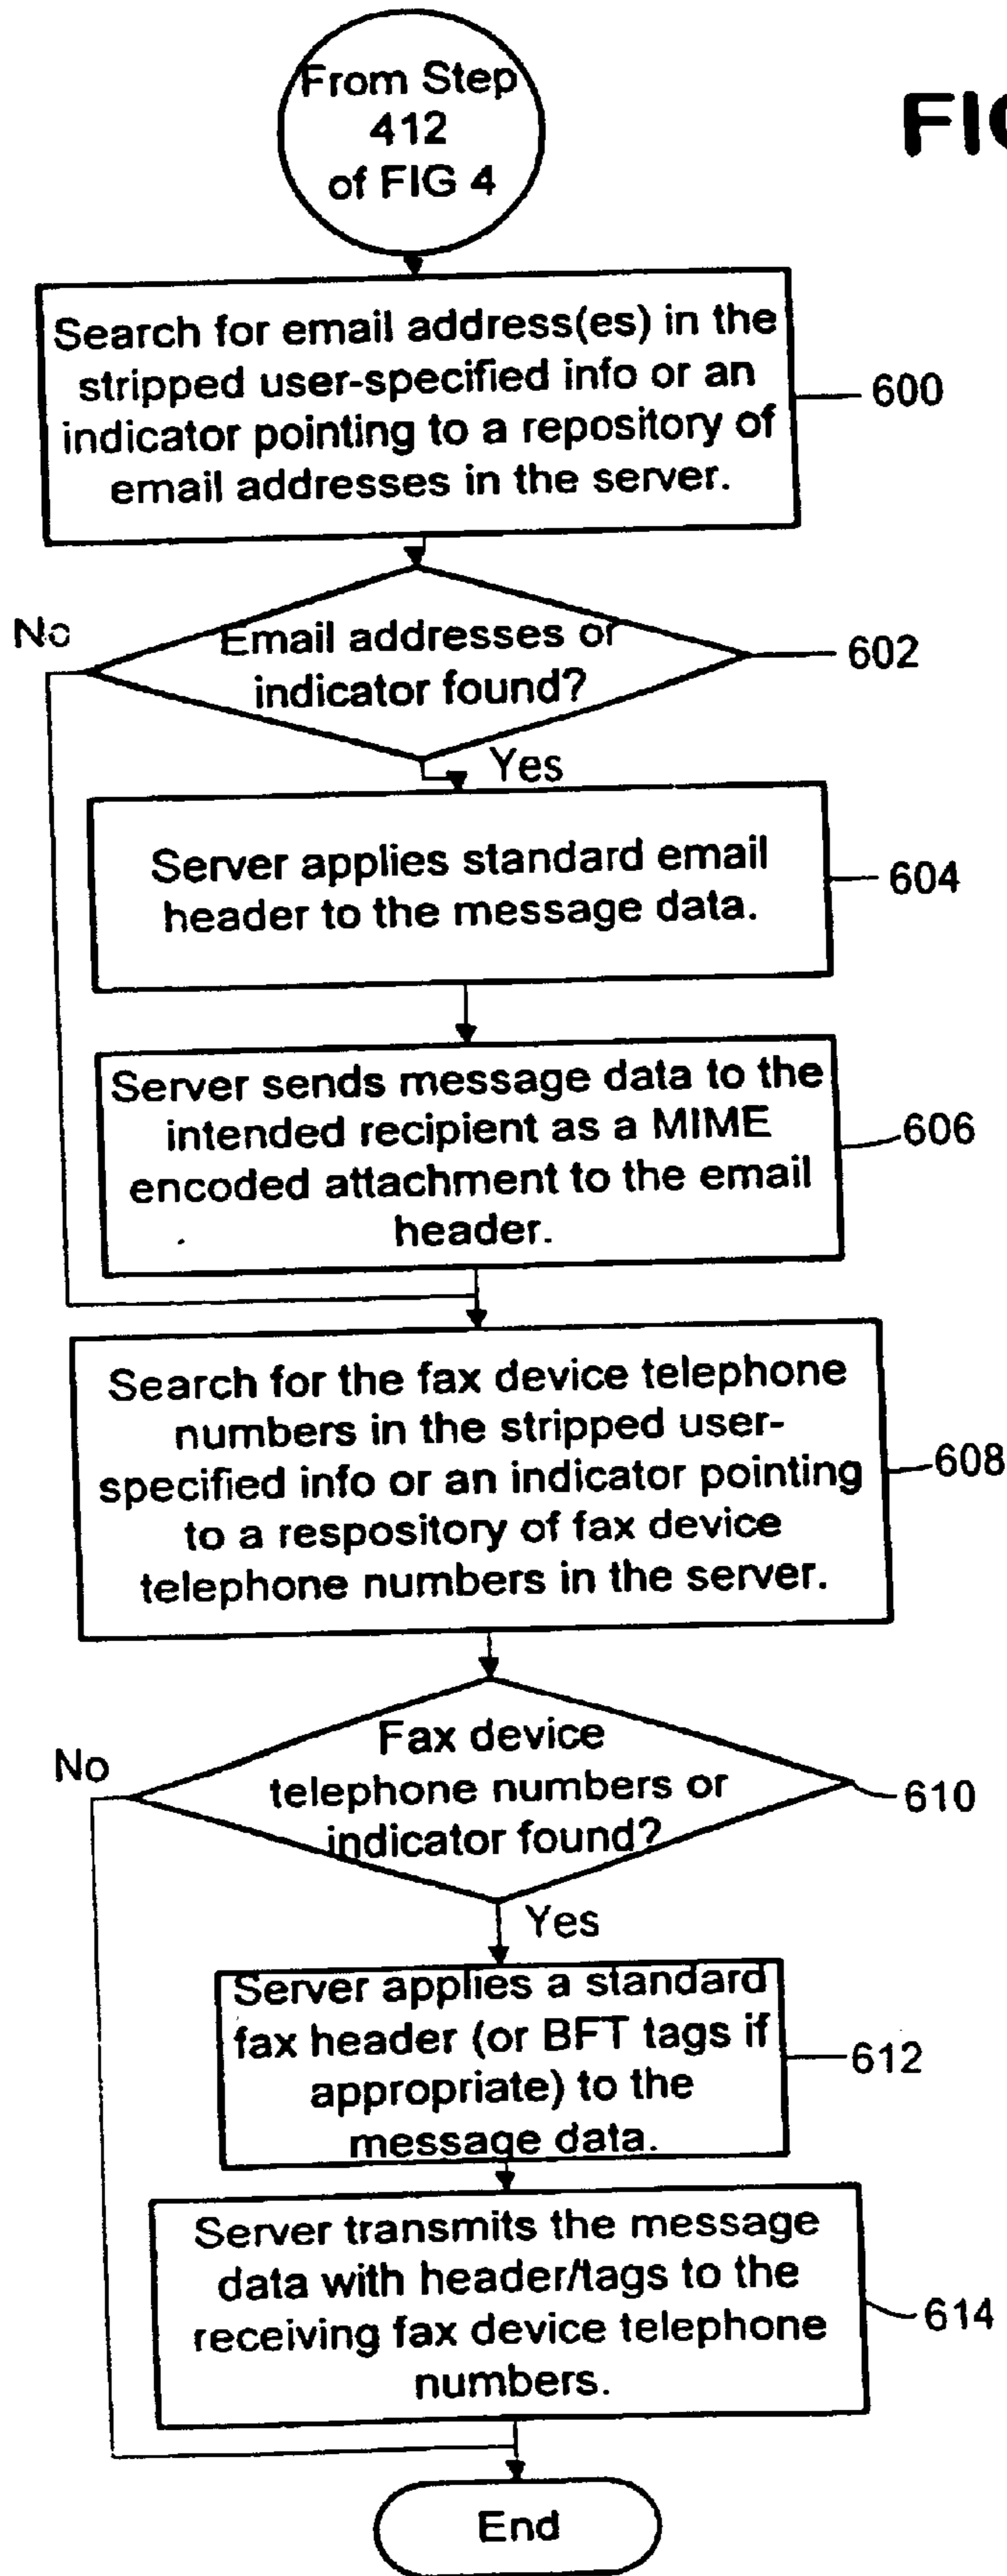 From Step
412
of FIG 4
Search for email address(es) in the
stripped user-specified info or an
indicator pointing to a repository of
email addresses in the server.
600
No
Email addresses or
indicator found?
602
Yes
Server applies standard email
header to the message data.
604
Server sends message data to the
intended recipient as a MIME
encoded attachment to the email
header.
606
Search for the fax device telephone
numbers in the stripped user-
specified info or an indicator pointing
to a respository of fax device
telephone numbers in the server.
608
No
Fax device
telephone numbers or
indicator found?
610
Yes
Server applies a standard
fax header (or BFT tags if
appropriate) to the
message data.
612
Server transmits the message
data with header/tags to the
receiving fax device telephone
numbers.
614
End